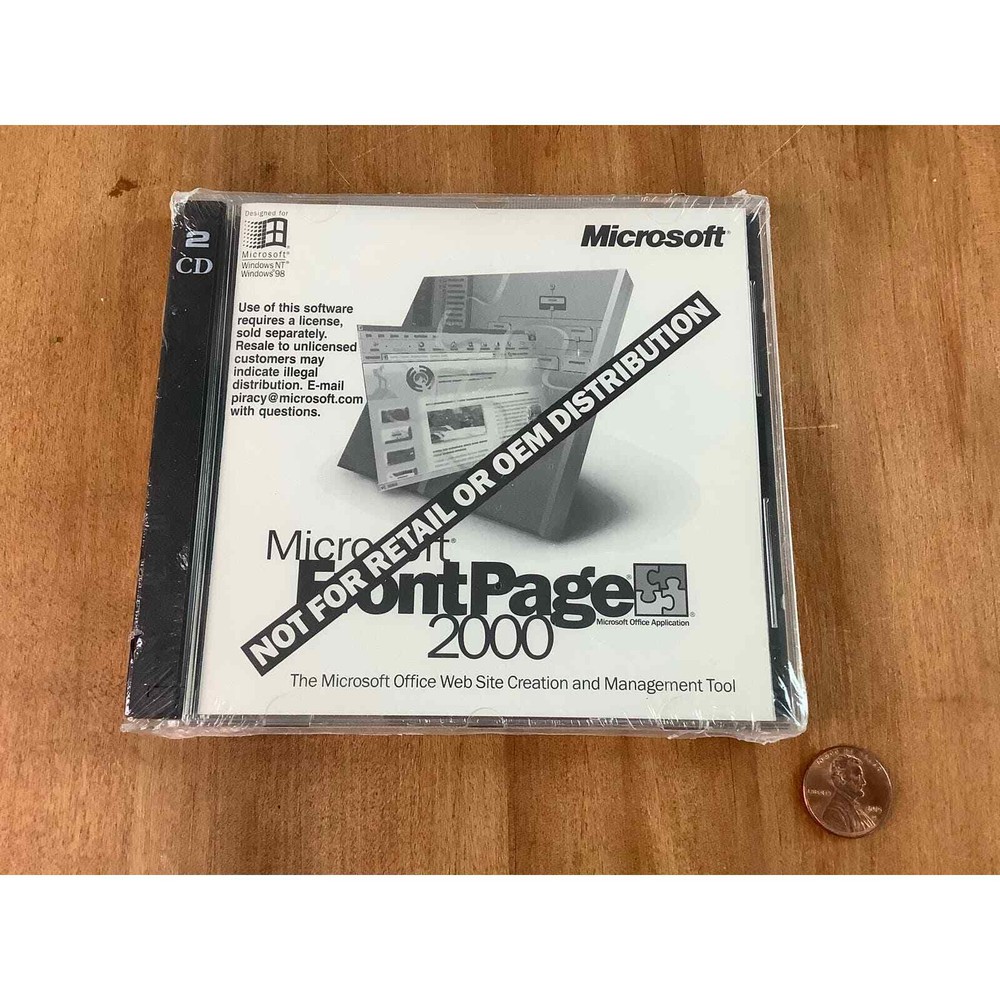 2
CD
Designed for
Microsoft®
Windows NT®
Windows®98
Microsoft®
Use of this software
requires a license,
sold separately.
Resale to unlicensed
customers may
indicate illegal
distribution. E-mail
piracy@microsoft.com
with questions.
NOT FOR RETAIL OR OEM DISTRIBUTION
Microsoft®
FrontPage®
Microsoft Office Application
2000
The Microsoft Office Web Site Creation and Management Tool